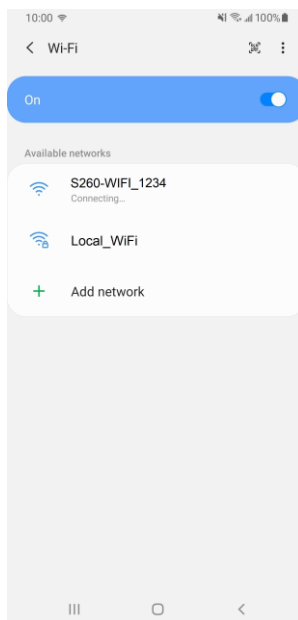 10:00 100%
Wi-Fi
On
Available networks
S260-WIFI_1234
Connecting...
Local_WiFi
Add network